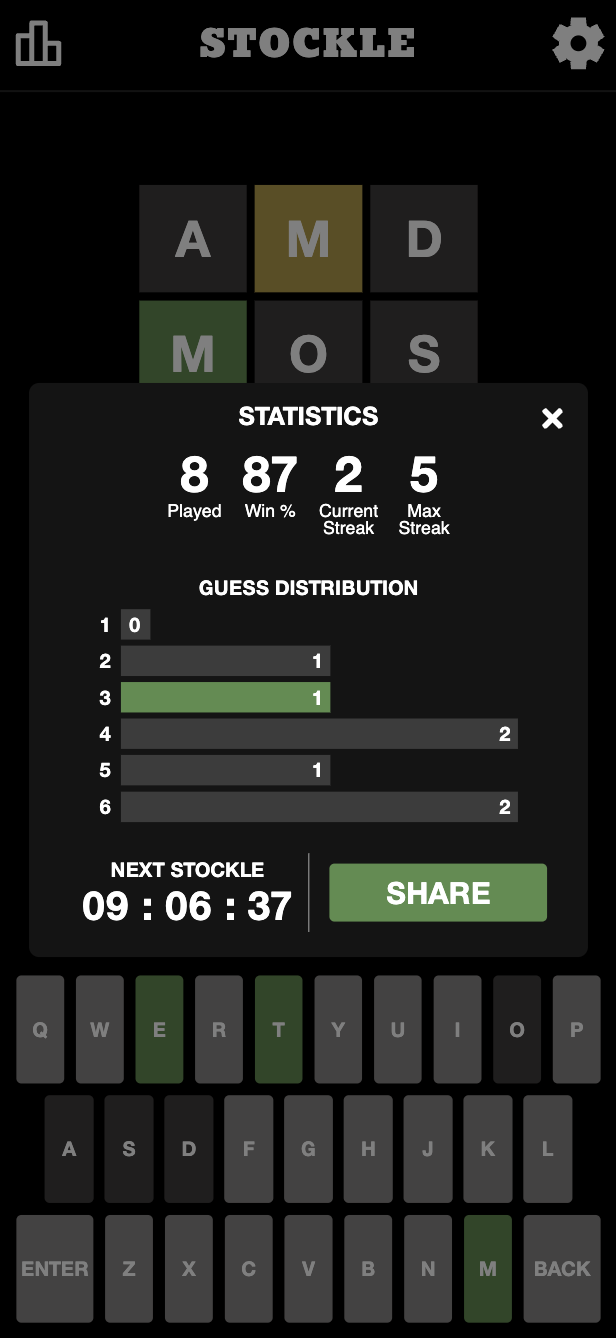 STOCKLE
A M D
M O S
STATISTICS
8 87 2 5
Played Win % Current Max
Streak Streak
GUESS DISTRIBUTION
1 0
2 1
3 1
4 2
5 1
6 2
NEXT STOCKLE
09 : 06 : 37
SHARE
Q W E R T Y U I O P
A S D F G H J K L
ENTER Z X C V B N M BACK